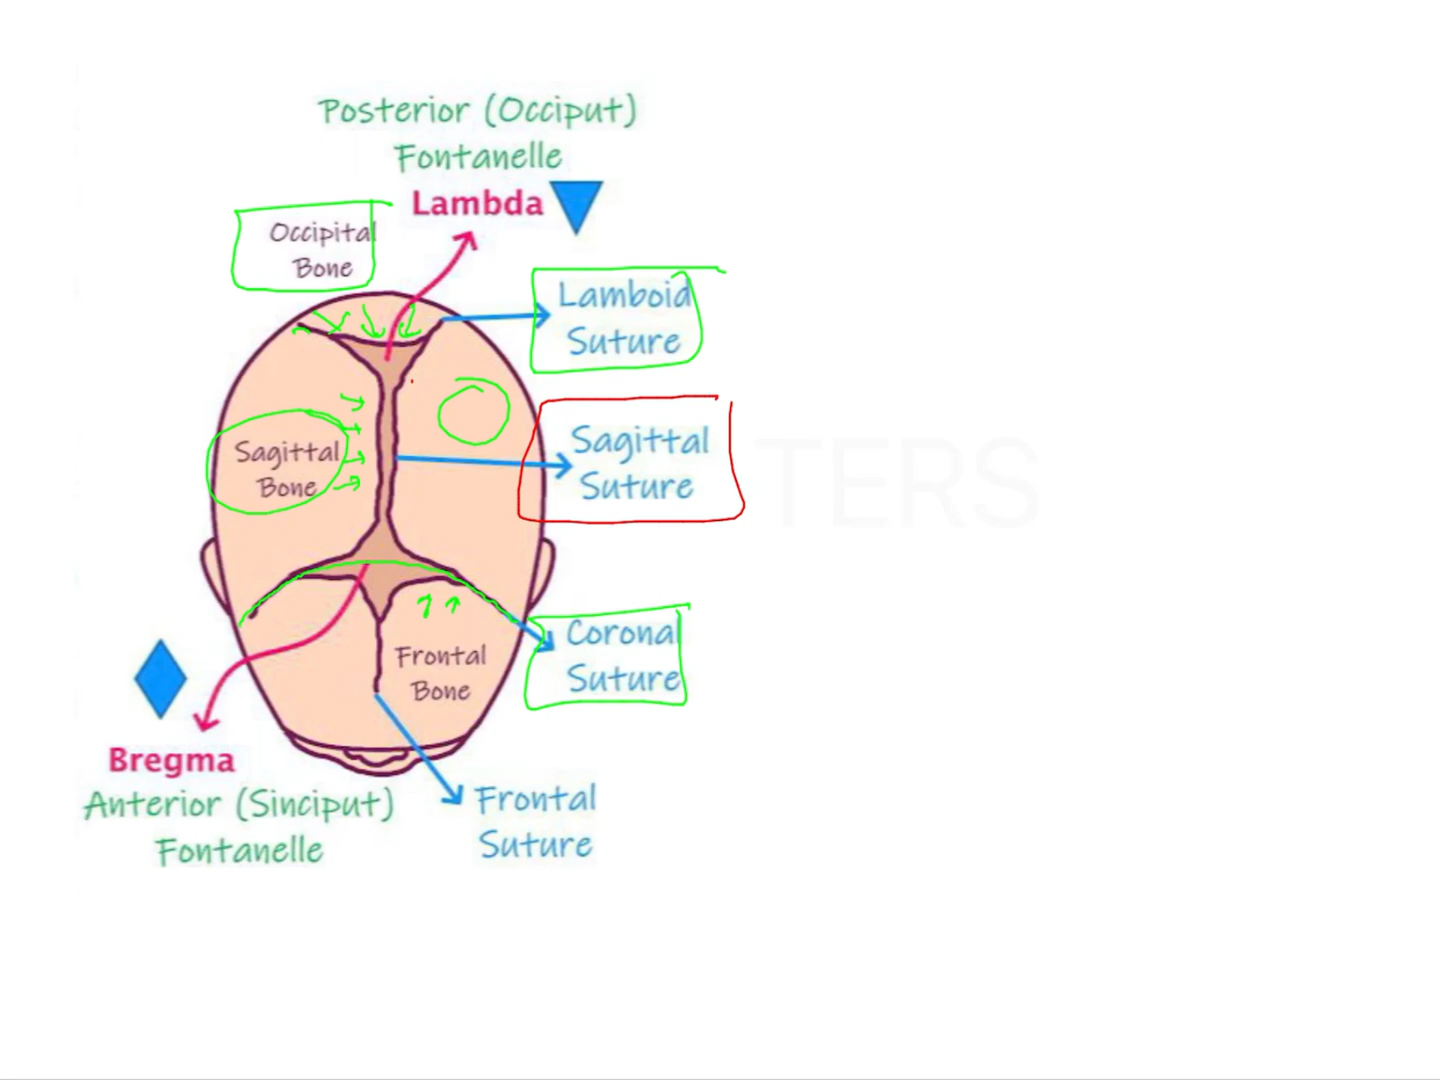 Posterior (Occiput)
Fontanelle
Lambda
Occipital
Bone
Lamboid
Suture
Sagittal
Bone
Sagittal
Suture
TERS
Coronal
Suture
Frontal
Bone
Bregma
Anterior (Sinciput)
Fontanelle
Frontal
Suture